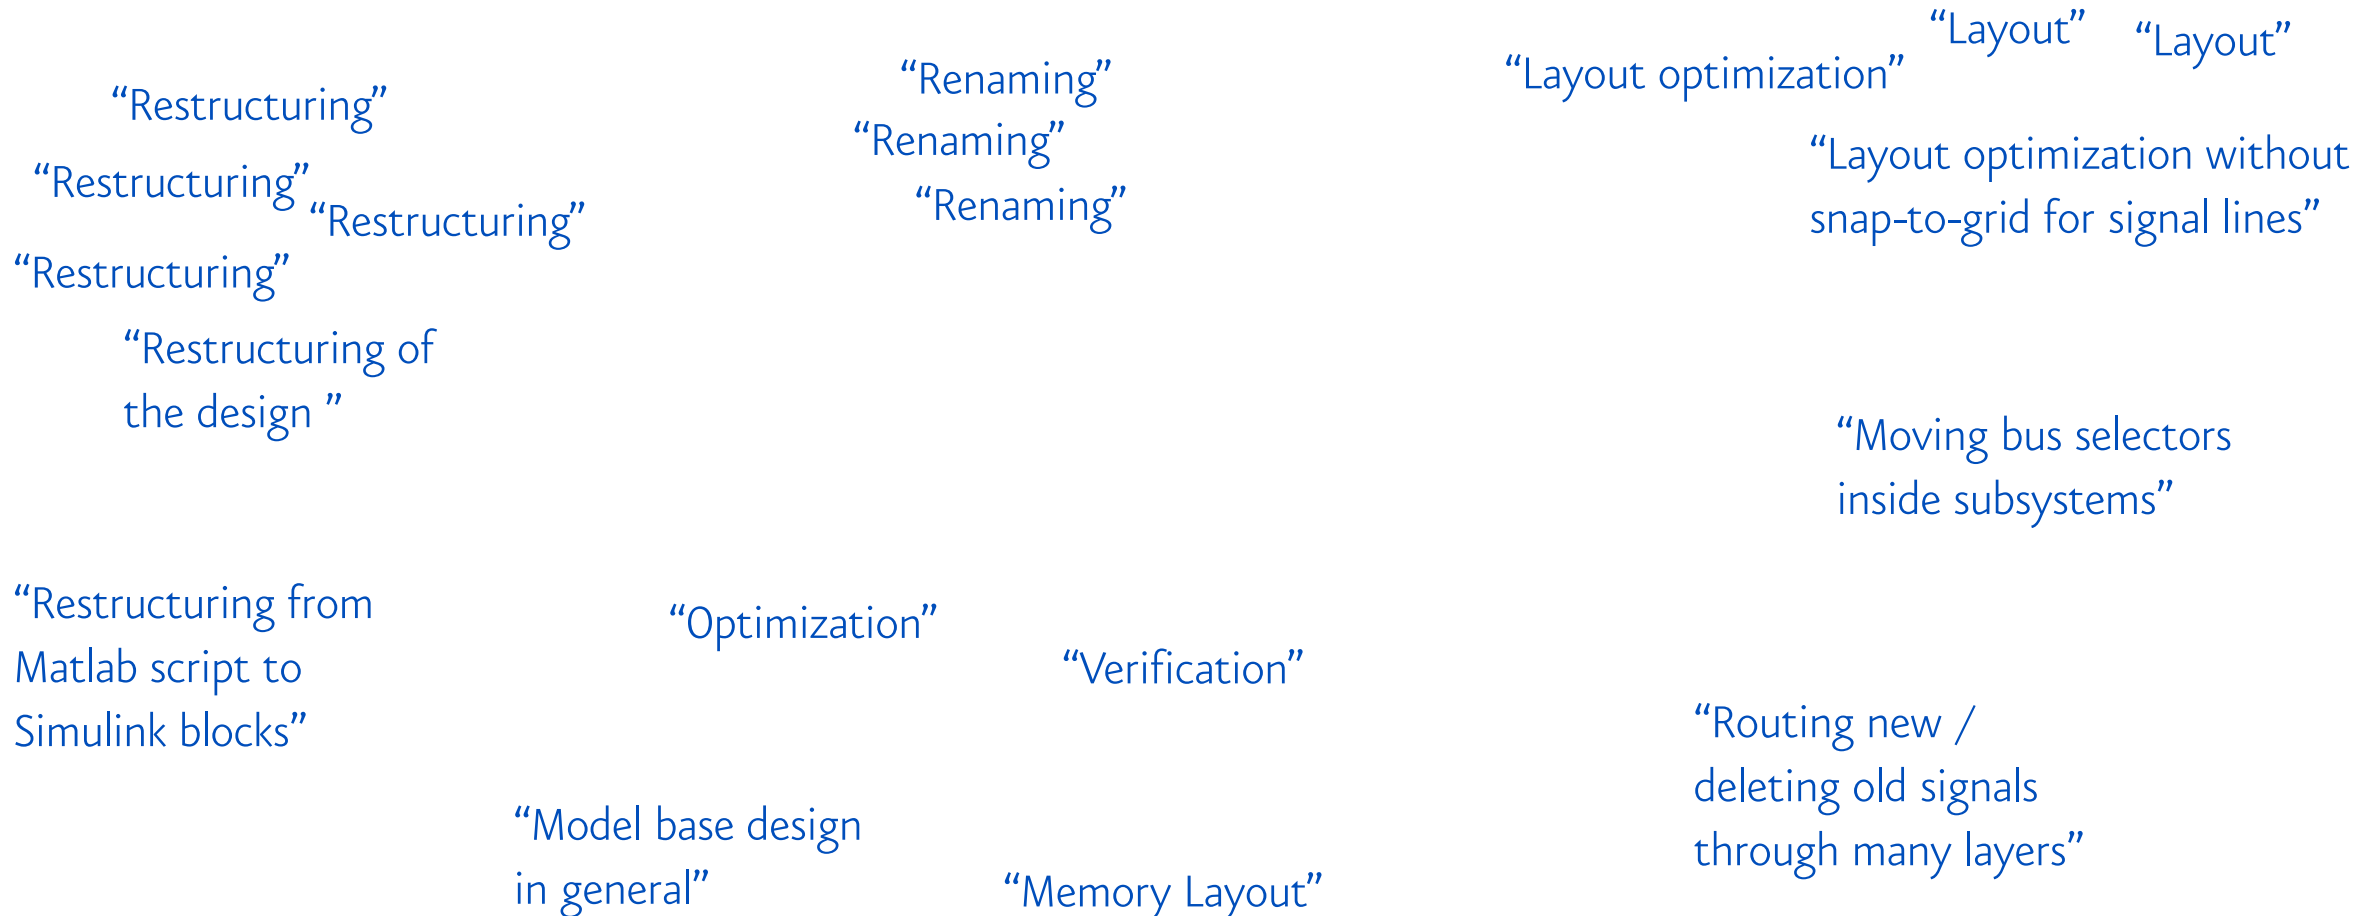 “Layout”
“Layout”
“Layout optimization”
“Renaming”
“Restructuring”
“Renaming”
“Layout optimization without
snap-to-grid for signal lines”
“Restructuring”
“Renaming”
“Restructuring”
“Restructuring”
“Restructuring of
the design ”
“Moving bus selectors
inside subsystems”
“Restructuring from
Matlab script to
Simulink blocks”
“Optimization”
“Verification”
“Routing new /
deleting old signals
through many layers”
“Model base design
in general”
“Memory Layout”